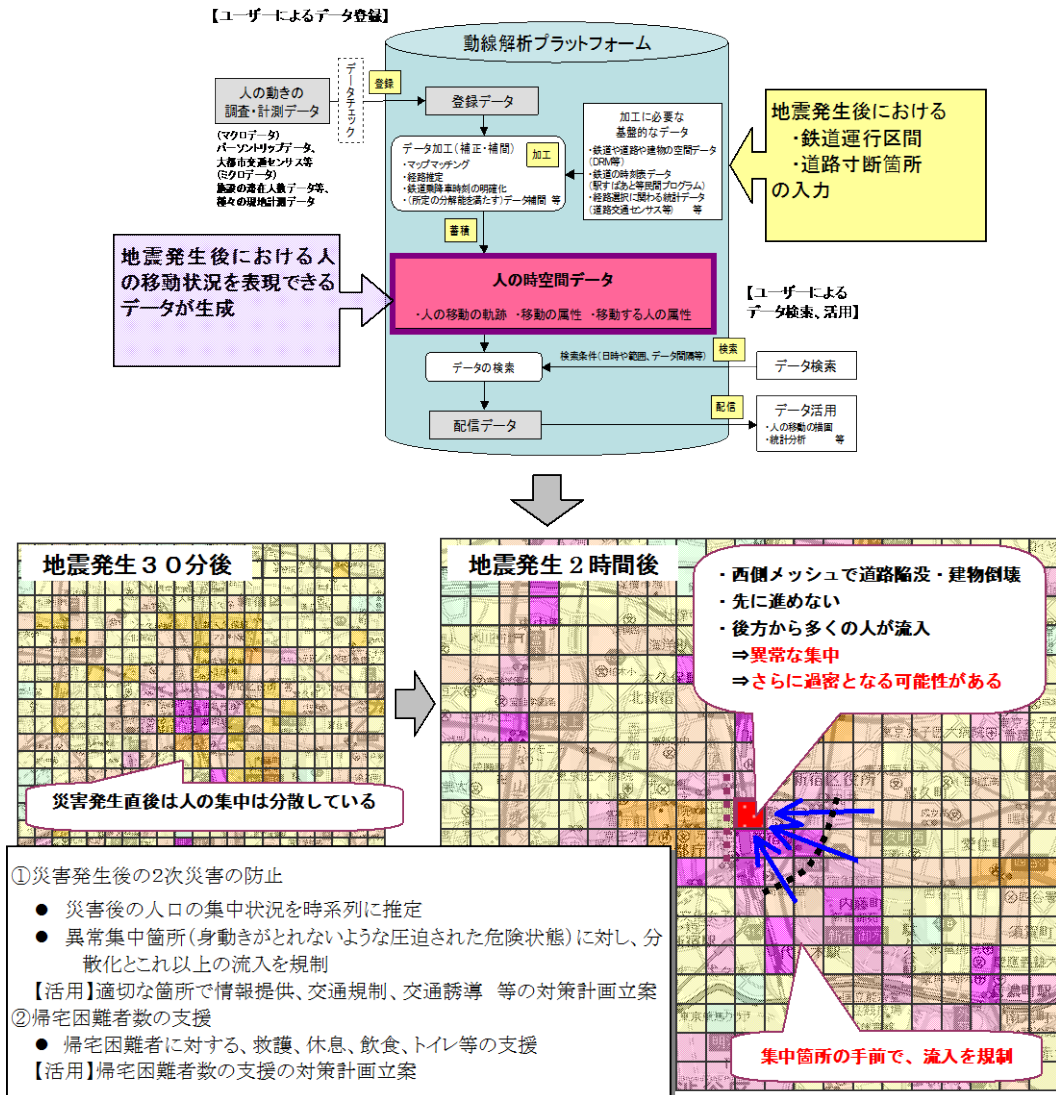 【ユーザーによるデータ登録】
動線解析プラットフォーム
人の動きの
調査・計測データ
データチェック
登録
登録データ
(マクロデータ)
パーソントリップデータ、
大都市交通センサス等
(ミクロデータ)
施設の滞在人数データ等、
種々の現地計測データ
データ加工(補正・補間)
加工
・マップマッチング
・経路推定
・鉄道乗降車時刻の明確化
・(所定の分解能を満たす)データ補間 等
加工に必要な
基盤的なデータ
・鉄道や道路や建物の空間データ
(DRM等)
・鉄道の時刻表データ
(駅すぱあと等民間プログラム)
・経路選択に関わる統計データ
(道路交通センサス等) 等
地震発生後における
・鉄道運行区間
・道路寸断箇所
の入力
蓄積
地震発生後における人
の移動状況を表現できる
データが生成
人の時空間データ
・人の移動の軌跡 ・移動の属性 ・移動する人の属性
【ユーザーによる
データ検索、活用】
データの検索
検索条件(日時や範囲、データ間隔等)
検索
データ検索
配信データ
配信
データ活用
・人の移動の描画
・統計分析 等
地震発生30分後
災害発生直後は人の集中は分散している
地震発生2時間後
・西側メッシュで道路陥没・建物倒壊
・先に進めない
・後方から多くの人が流入
⇒異常な集中
⇒さらに過密となる可能性がある
北新宿
新宿区役所
内藤町
集中箇所の手前で、流入を規制
①災害発生後の2次災害の防止
● 災害後の人口の集中状況を時系列に推定
● 異常集中箇所(身動きがとれないような圧迫された危険状態)に対し、分
散化とこれ以上の流入を規制
【活用】適切な箇所で情報提供、交通規制、交通誘導 等の対策計画立案
②帰宅困難者数の支援
● 帰宅困難者に対する、救護、休息、飲食、トイレ等の支援
【活用】帰宅困難者数の支援の対策計画立案